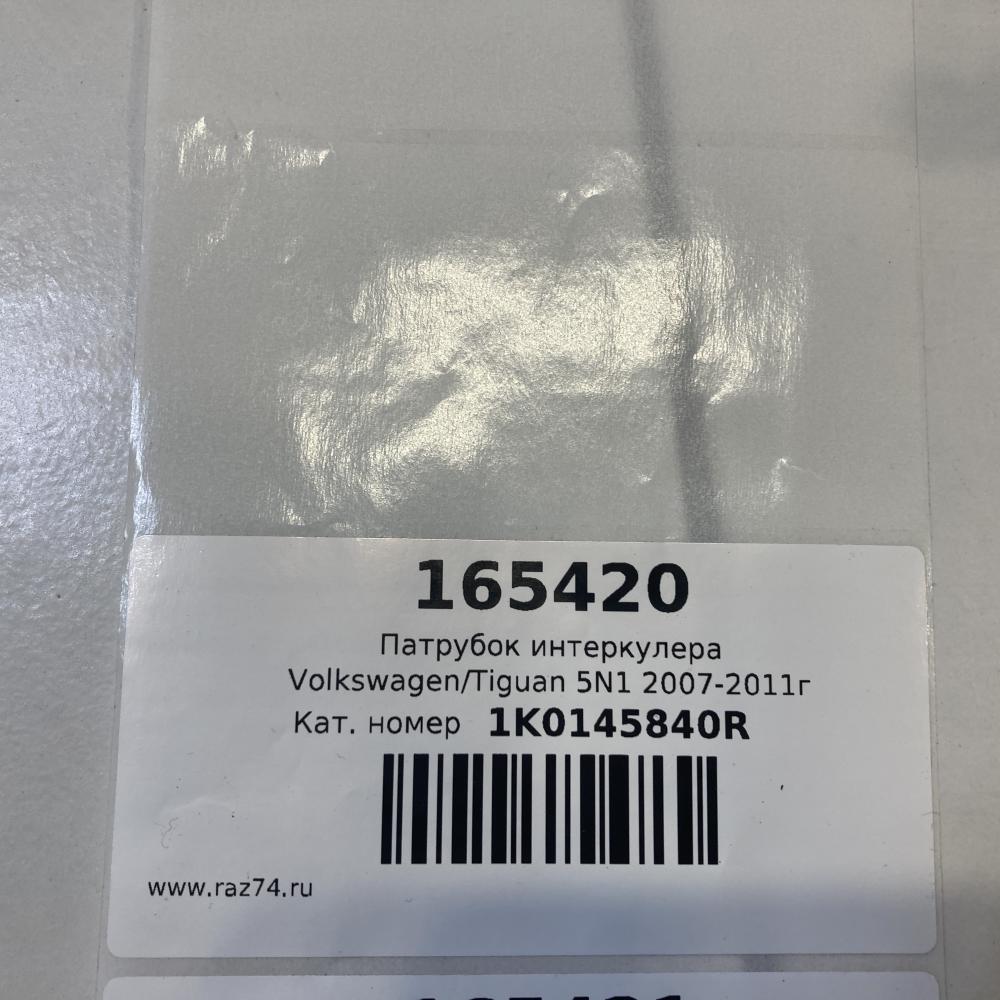 165420
Патрубок интеркулера
Volkswagen/Tiguan 5N1 2007-2011г
Кат. номер 1K0145840R
www.raz74.ru